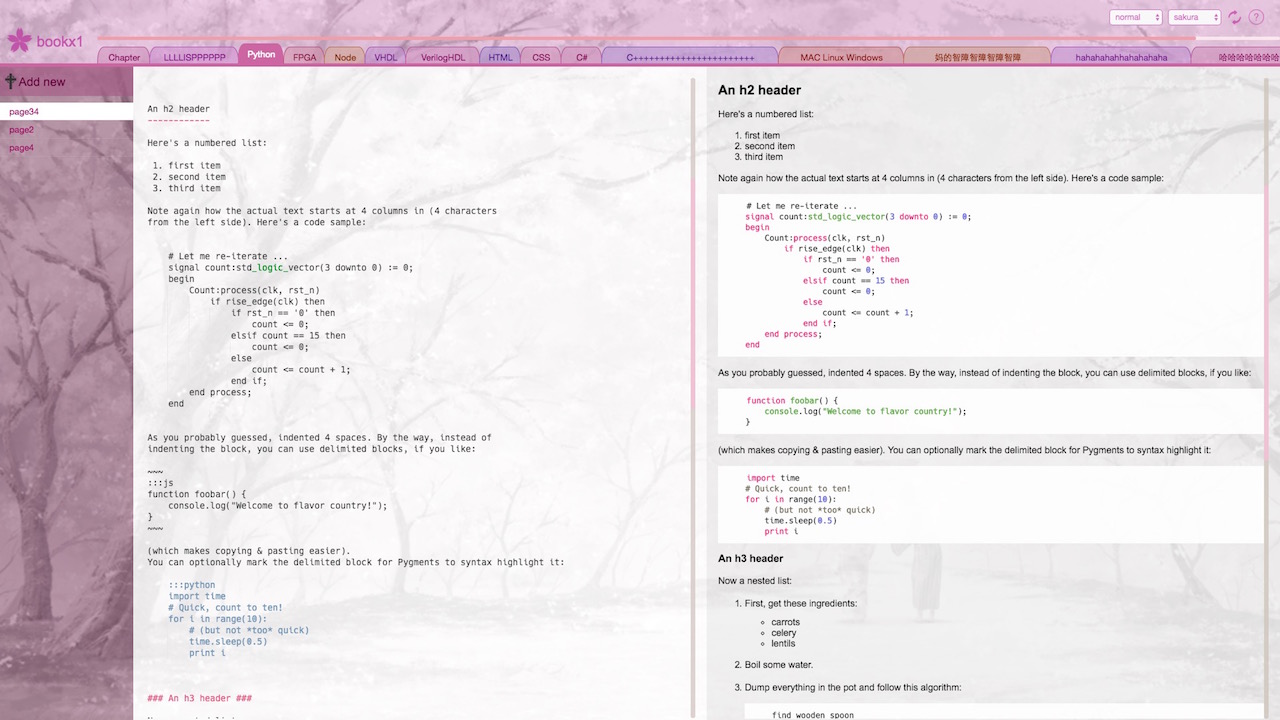 normal sakura ?
bookx1
Chapter LLLLISPPPPPP Python FPGA Node VHDL VerilogHDL HTML CSS C# MAC Linux Windows 妈的智障智障智障智障 hahahahahhahahahaha
Add new
page34
page2
page4
An h2 header
------------
Here's a numbered list:
1. first item
2. second item
3. third item
Note again how the actual text starts at 4 columns in (4 characters
from the left side). Here's a code sample:
# Let me re-iterate ...
signal count:std_logic_vector(3 downto 0) := 0;
begin
Count:process(clk, rst_n)
if rise_edge(clk) then
if rst_n == '0' then
count <= 0;
elsif count == 15 then
count <= 0;
else
count <= count + 1;
end if;
end process;
end
As you probably guessed, indented 4 spaces. By the way, instead of
indenting the block, you can use delimited blocks, if you like:
~~~
:::js
function foobar() {
console.log("Welcome to flavor country!");
}
~~~
(which makes copying & pasting easier).
You can optionally mark the delimited block for Pygments to syntax highlight it:
:::python
import time
# Quick, count to ten!
for i in range(10):
# (but not *too* quick)
time.sleep(0.5)
print i
### An h3 header ###
An h2 header
Here's a numbered list:
1. first item
2. second item
3. third item
Note again how the actual text starts at 4 columns in (4 characters from the left side). Here's a code sample:
# Let me re-iterate ...
signal count:std_logic_vector(3 downto 0) := 0;
begin
Count:process(clk, rst_n)
if rise_edge(clk) then
if rst_n == '0' then
count <= 0;
elsif count == 15 then
count <= 0;
else
count <= count + 1;
end if;
end process;
end
As you probably guessed, indented 4 spaces. By the way, instead of indenting the block, you can use delimited blocks, if you like:
function foobar() {
console.log("Welcome to flavor country!");
}
(which makes copying & pasting easier). You can optionally mark the delimited block for Pygments to syntax highlight it:
import time
# Quick, count to ten!
for i in range(10):
# (but not *too* quick)
time.sleep(0.5)
print i
An h3 header
Now a nested list:
1. First, get these ingredients:
carrots
celery
lentils
2. Boil some water.
3. Dump everything in the pot and follow this algorithm:
find wooden spoon